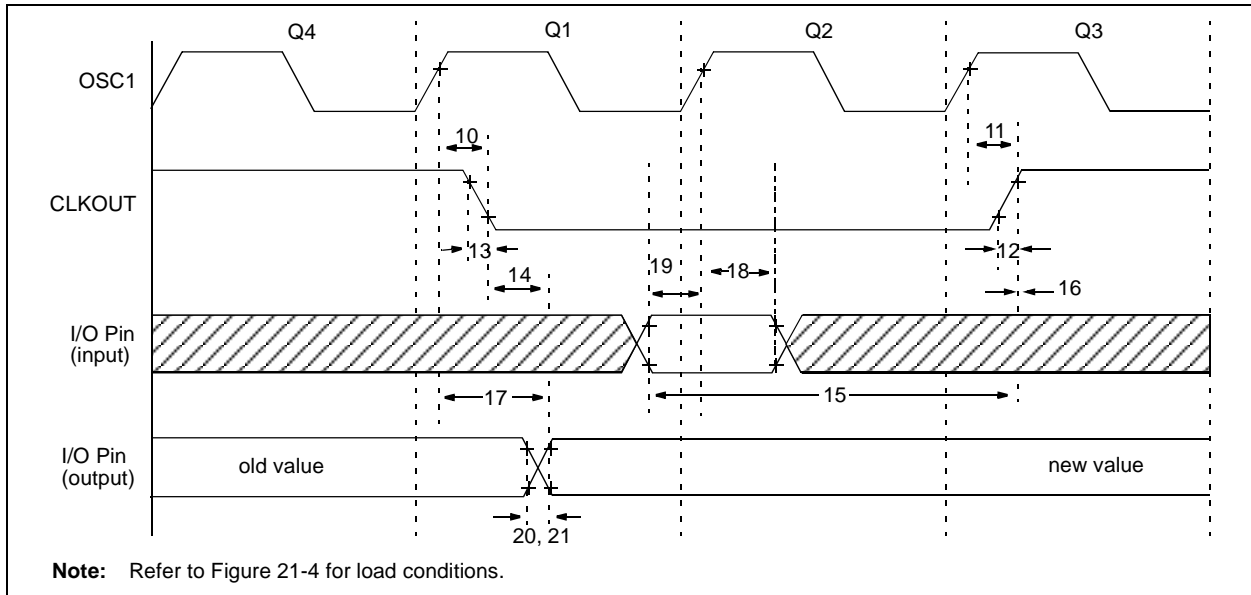 Q4 Q1 Q2 Q3
OSC1
10 11
CLKOUT
13 12
14 19 18 16
I/O Pin
(input)
17 15
I/O Pin
(output)
old value new value
20, 21
Note: Refer to Figure 21-4 for load conditions.